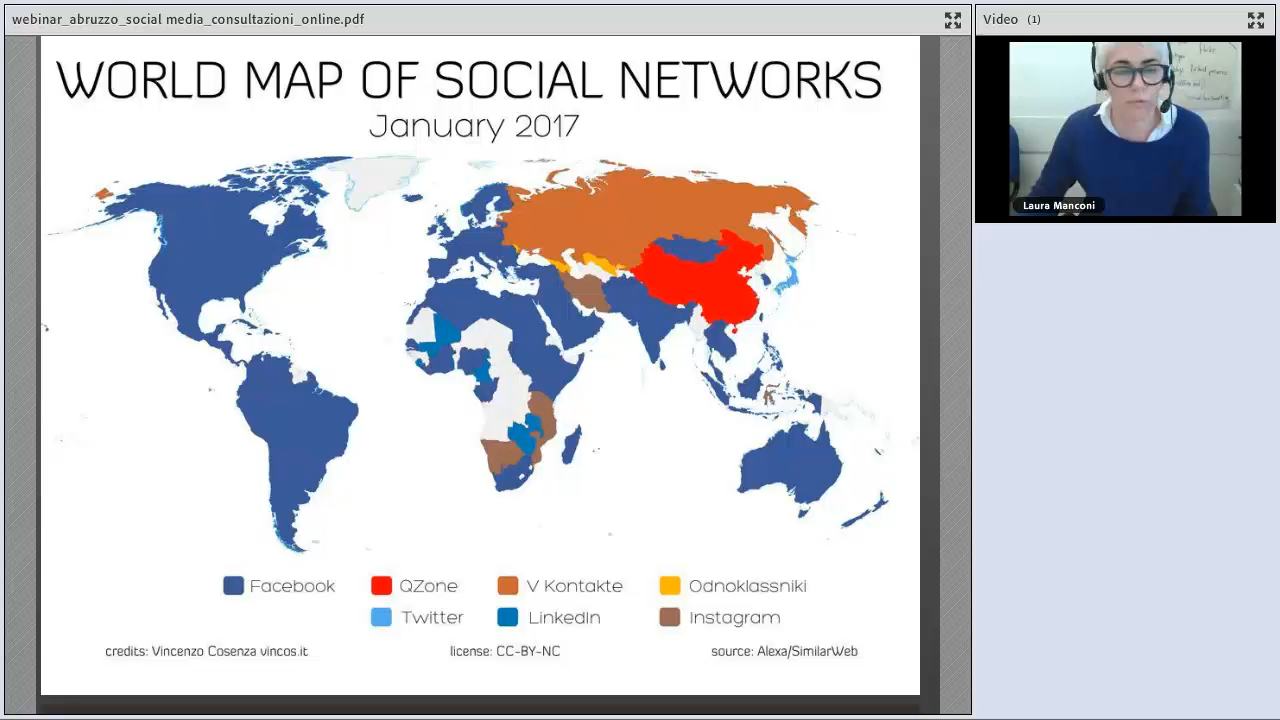 webinar_abruzzo_social media_consultazioni_online.pdf
Video (1)
WORLD MAP OF SOCIAL NETWORKS
January 2017
Laura Manconi
Facebook QZone V Kontakte Odnoklassniki
Twitter LinkedIn Instagram
credits: Vincenzo Cosenza vincos.it license: CC-BY-NC source: Alexa/SimilarWeb